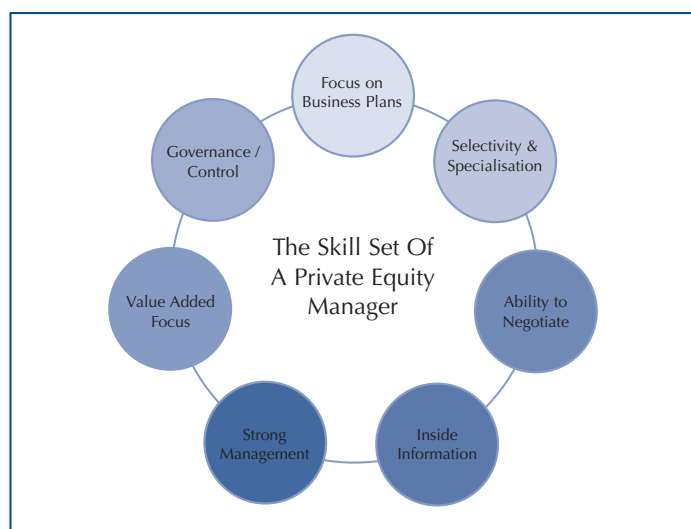 Focus on
Business Plans
Selectivity &
Specialisation
Governance /
Control
The Skill Set Of
A Private Equity
Manager
Value Added
Focus
Ability to
Negotiate
Strong
Management
Inside
Information